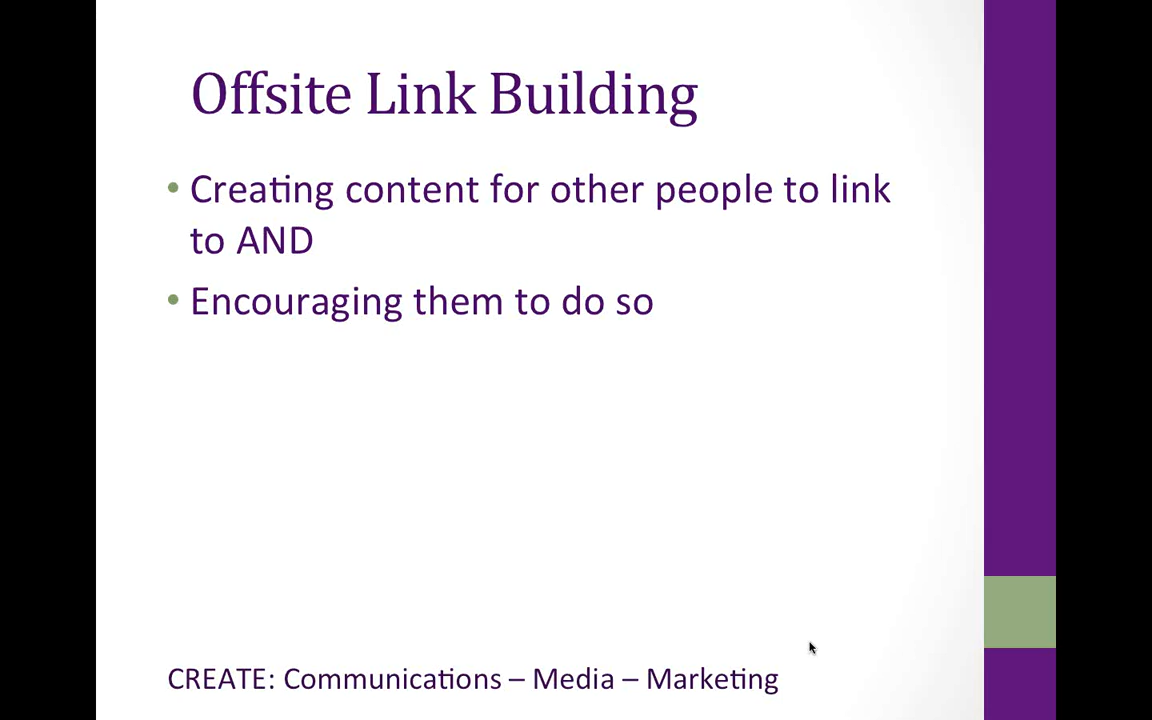 Offsite Link Building
• Creating content for other people to link
to AND
• Encouraging them to do so
CREATE: Communications – Media – Marketing